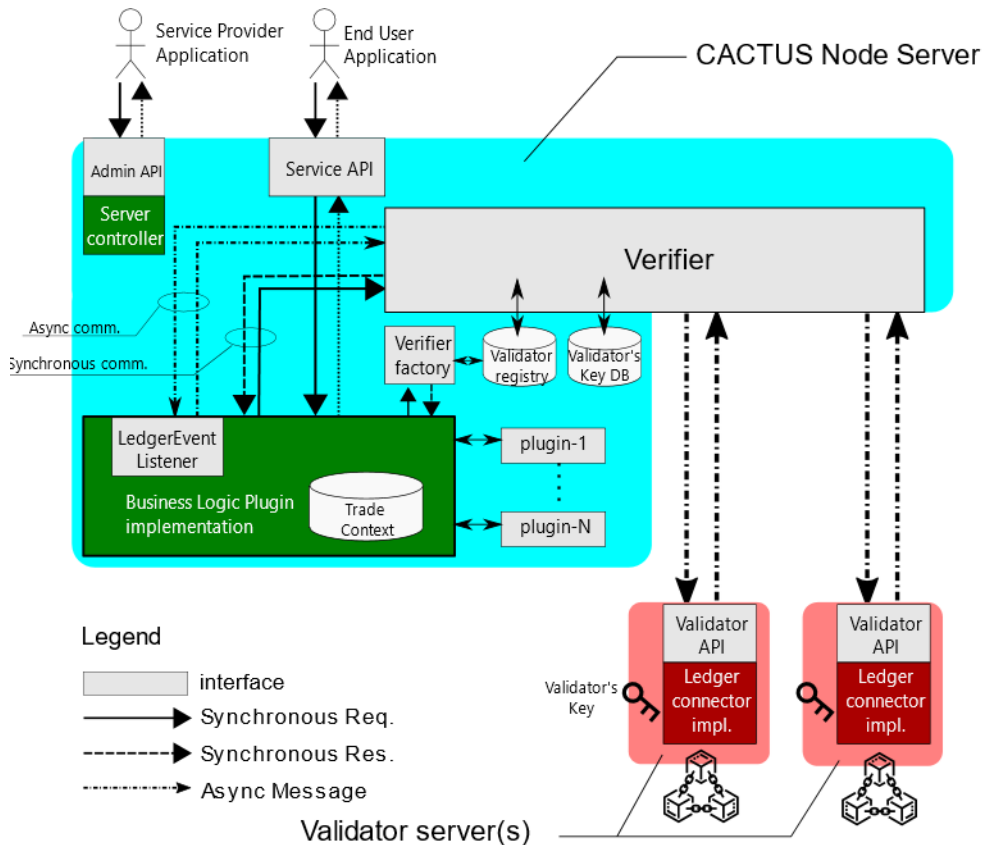 Service Provider
Application
End User
Application
CACTUS Node Server
Admin API
Service API
Server
controller
Verifier
Async comm.
Synchronous comm.
Verifier
factory
Validator
registry
Validator's
Key DB
LedgerEvent
Listener
plugin-1
Business Logic Plugin
implementation
Trade
Context
plugin-N
Legend
interface
Synchronous Req.
Synchronous Res.
Async Message
Validator's
Key
Validator
API
Ledger
connector
impl.
Validator
API
Ledger
connector
impl.
Validator server(s)